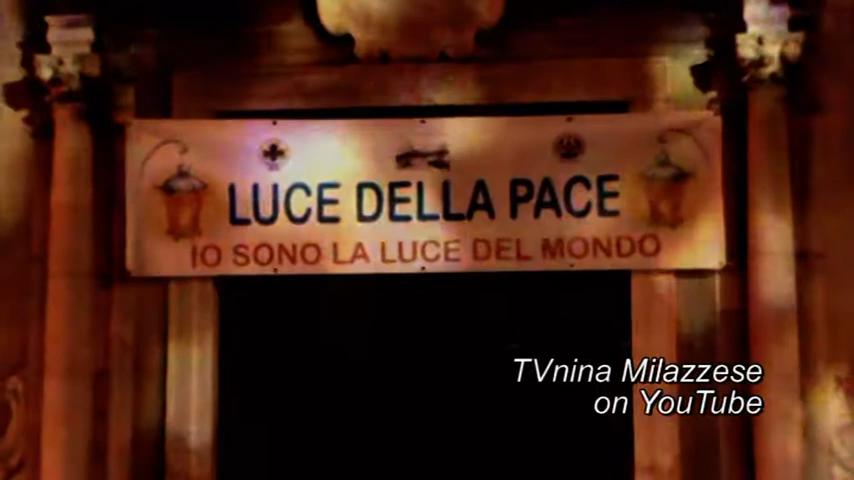 LUCE DELLA PACE
IO SONO LA LUCE DEL MONDO
TVnina Milazzese
on YouTube